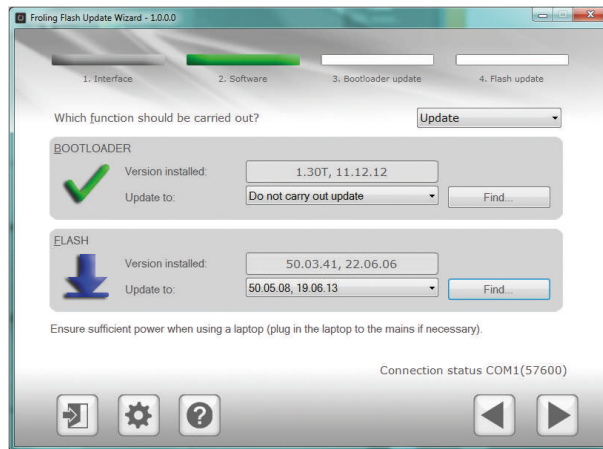 Froling Flash Update Wizard - 1.0.0.0
1. Interface 2. Software 3. Bootloader update 4. Flash update
Which function should be carried out? Update
BOOTLOADER
Version installed: 1.30T, 11.12.12
Update to: Do not carry out update Find...
FLASH
Version installed: 50.03.41, 22.06.06
Update to: 50.05.08, 19.06.13 Find...
Ensure sufficient power when using a laptop (plug in the laptop to the mains if necessary).
Connection status COM1(57600)